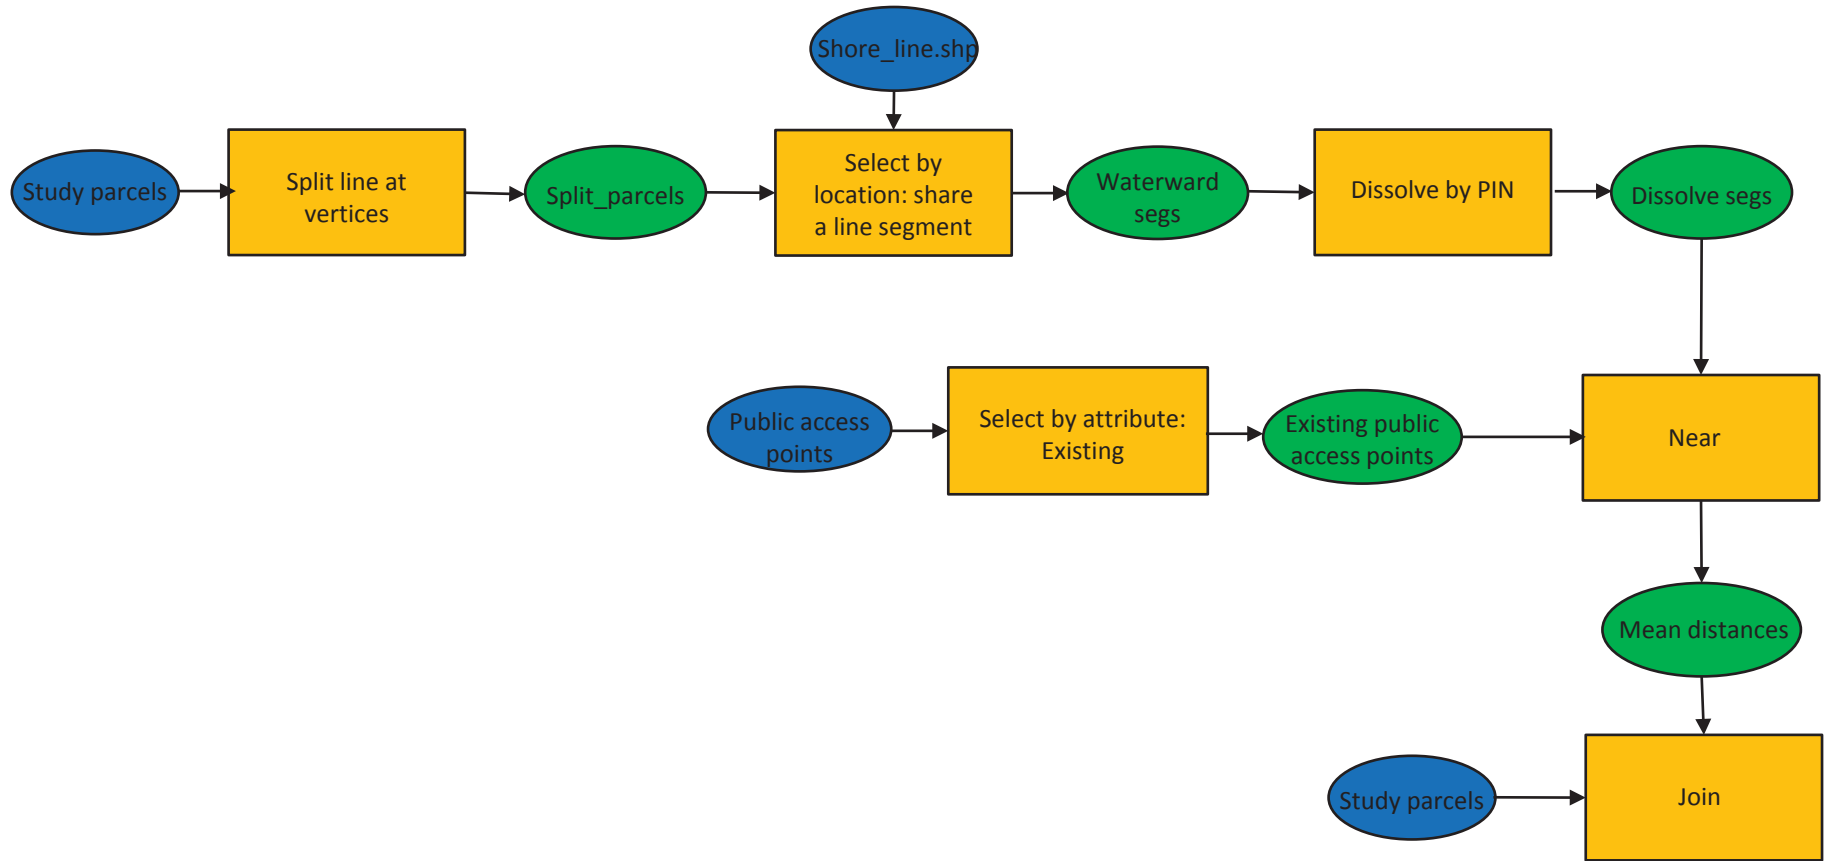 Shore_line.shp
Study parcels
Split line at
vertices
Split_parcels
Select by
location: share
a line segment
Waterward
segs
Dissolve by PIN
Dissolve segs
Public access
points
Select by attribute:
Existing
Existing public
access points
Near
Mean distances
Study parcels
Join